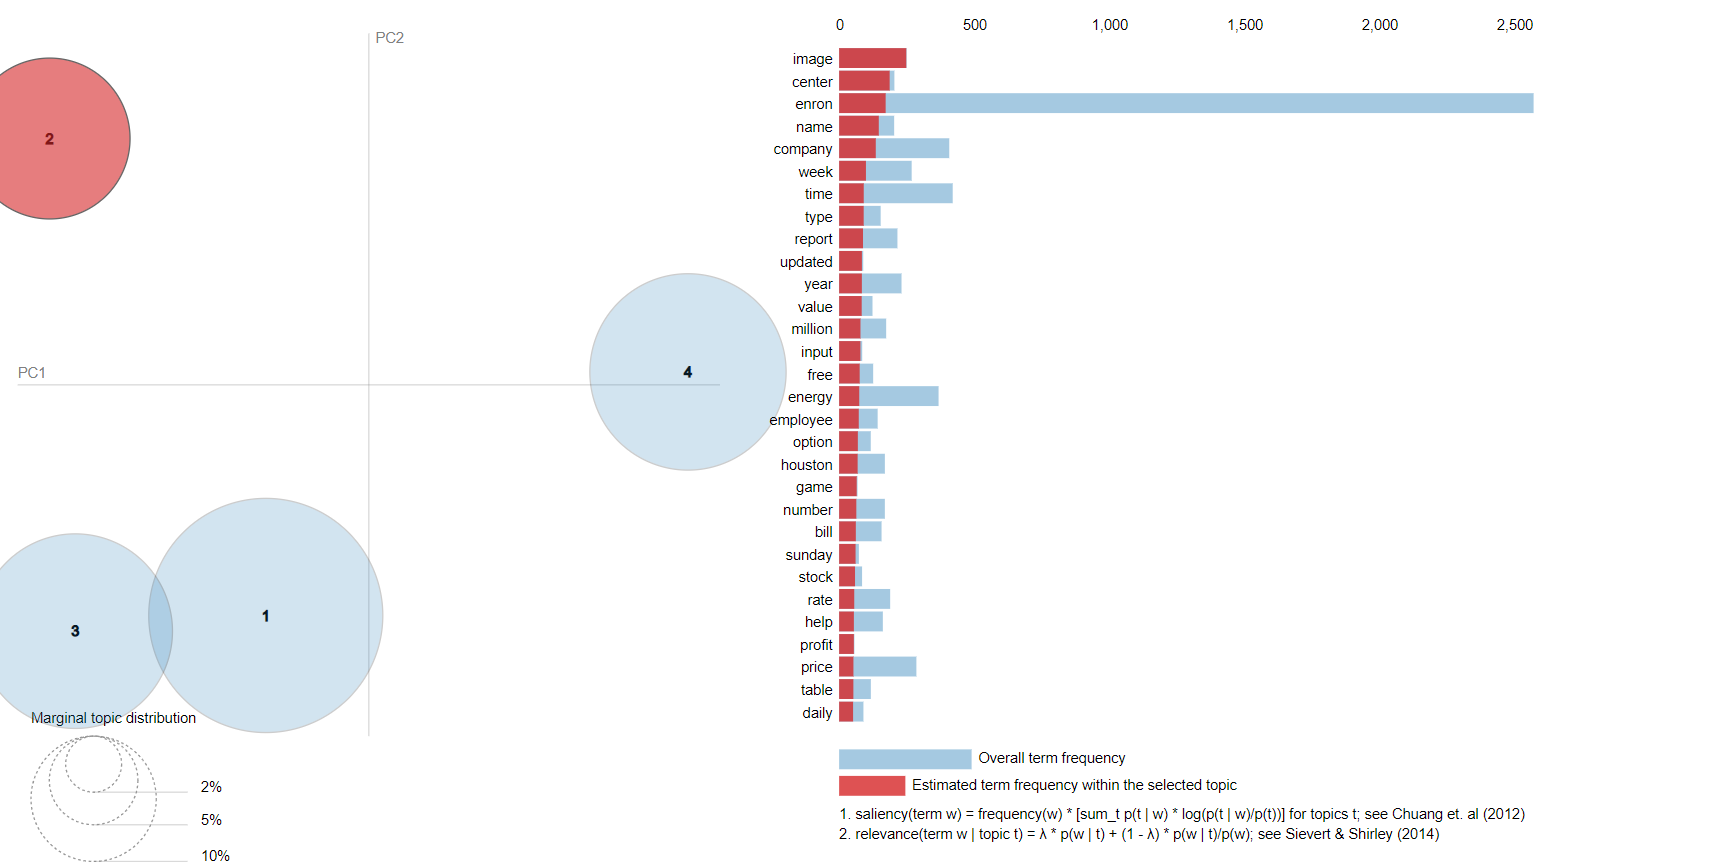 PC2
PC1
2
4
3
1
Marginal topic distribution
2%
5%
10%
0 500 1,000 1,500 2,000 2,500
image
center
enron
name
company
week
time
type
report
updated
year
value
million
input
free
energy
employee
option
houston
game
number
bill
sunday
stock
rate
help
profit
price
table
daily
Overall term frequency
Estimated term frequency within the selected topic
1. saliency(term w) = frequency(w) * [sum_t p(t | w) * log(p(t | w)/p(t))] for topics t; see Chuang et. al (2012)
2. relevance(term w | topic t) = λ * p(w | t) + (1 - λ) * p(w | t)/p(w); see Sievert & Shirley (2014)